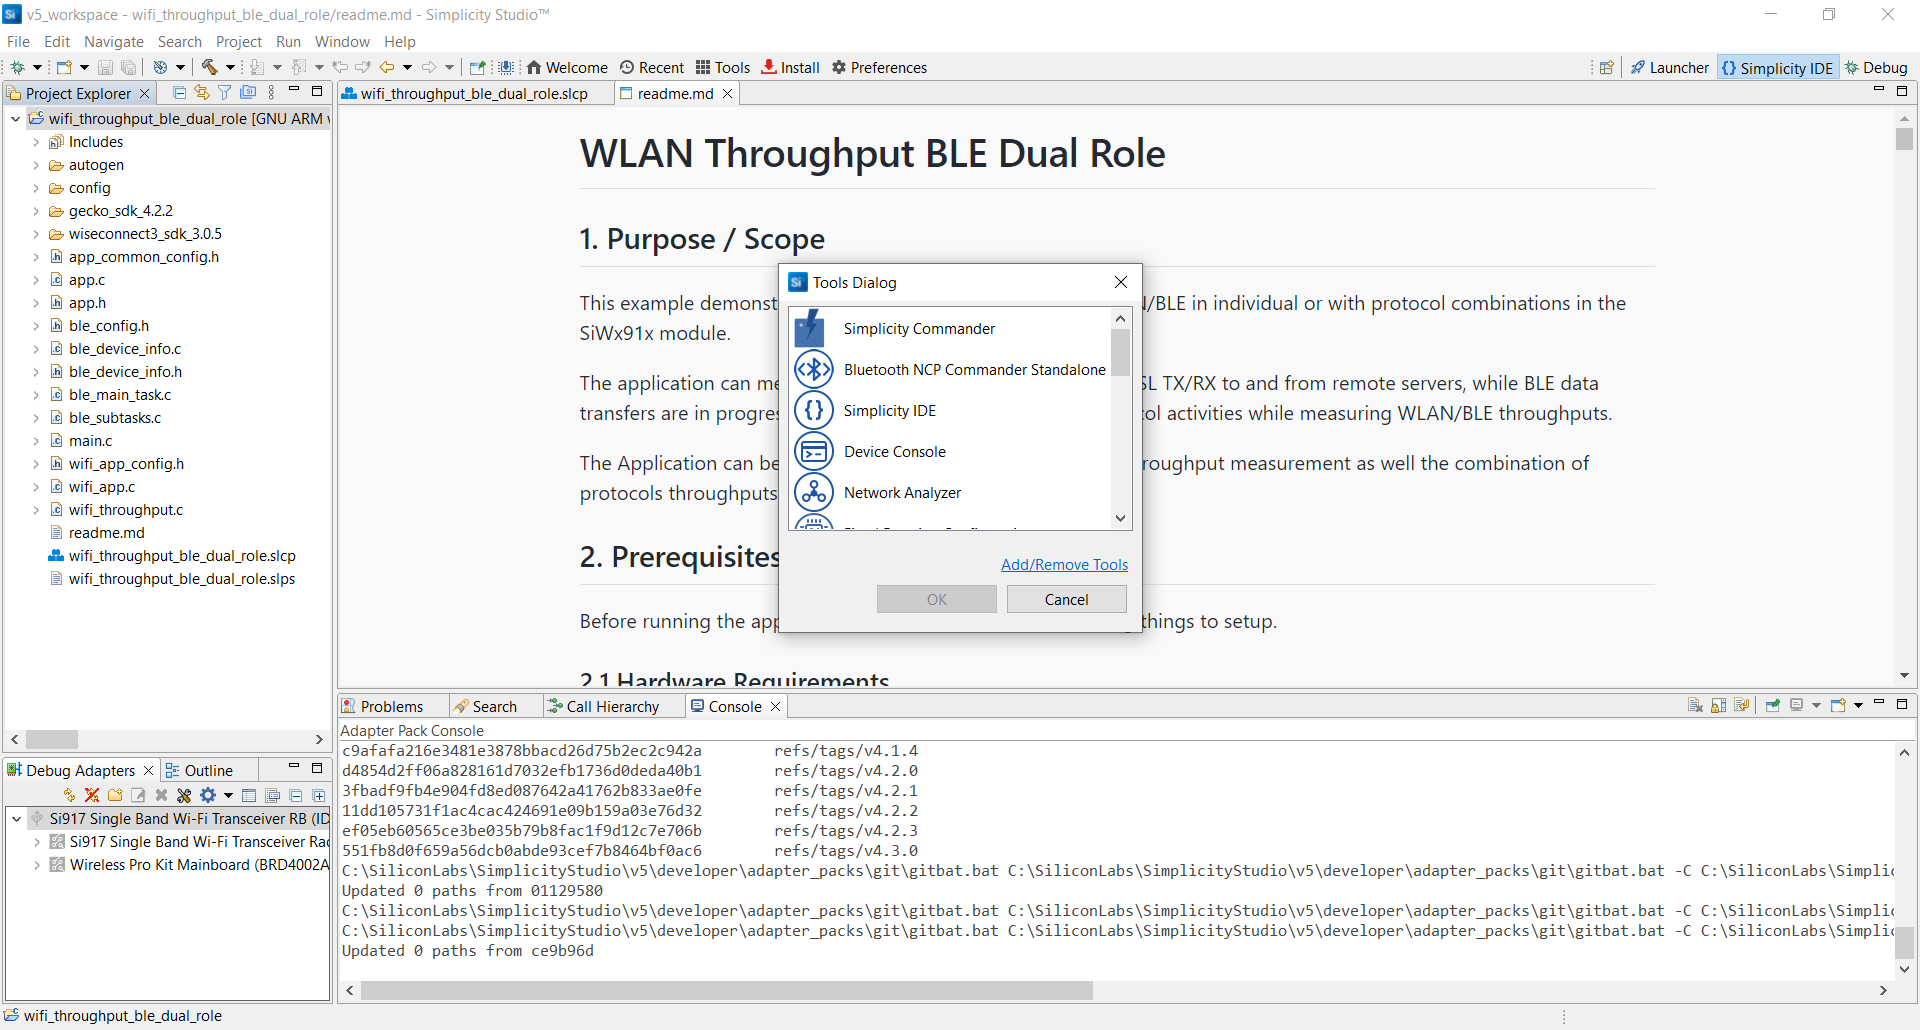 v5_workspace - wifi_throughput_ble_dual_role/readme.md - Simplicity Studio™
File Edit Navigate Search Project Run Window Help
Welcome Recent Tools Install Preferences Launcher Simplicity IDE Debug
Project Explorer
wifi_throughput_ble_dual_role [GNU ARM
Includes
autogen
config
gecko_sdk_4.2.2
wiseconnect3_sdk_3.0.5
app_common_config.h
app.c
app.h
ble_config.h
ble_device_info.c
ble_device_info.h
ble_main_task.c
ble_subtasks.c
main.c
wifi_app_config.h
wifi_app.c
wifi_throughput.c
readme.md
wifi_throughput_ble_dual_role.slcp
wifi_throughput_ble_dual_role.slps
wifi_throughput_ble_dual_role.slcp readme.md
WLAN Throughput BLE Dual Role
1. Purpose / Scope
This example demonst
/BLE in individual or with protocol combinations in the
SiWx91x module.
The application can me
SL TX/RX to and from remote servers, while BLE data
transfers are in progres
ol activities while measuring WLAN/BLE throughputs.
The Application can be
roughput measurement as well the combination of
protocols throughputs
2. Prerequisites
Before running the app
things to setup.
2.1 Hardware Requirements
Si Tools Dialog
Simplicity Commander
Bluetooth NCP Commander Standalone
Simplicity IDE
Device Console
Network Analyzer
Add/Remove Tools
OK Cancel
Debug Adapters Outline
Si917 Single Band Wi-Fi Transceiver RB (ID
Si917 Single Band Wi-Fi Transceiver Rad
Wireless Pro Kit Mainboard (BRD4002A
Problems Search Call Hierarchy Console
Adapter Pack Console
c9afafa216e3481e3878bbacd26d75b2ec2c942a refs/tags/v4.1.4
d4854d2ff06a828161d7032efb1736d0deda40b1 refs/tags/v4.2.0
3fbadf9fb4e904fd8ed087642a41762b833ae0fe refs/tags/v4.2.1
11dd105731f1ac4cac424691e09b159a03e76d32 refs/tags/v4.2.2
ef05eb60565ce3be035b79b8fac1f9d12c7e706b refs/tags/v4.2.3
551fb8d0f659a56dcb0abde93cef7b8464bf0ac6 refs/tags/v4.3.0
C:\SiliconLabs\SimplicityStudio\v5\developer\adapter_packs\git\gitbat.bat C:\SiliconLabs\SimplicityStudio\v5\developer\adapter_packs\git\gitbat.bat -C C:\SiliconLabs\Simplic
Updated 0 paths from 01129580
C:\SiliconLabs\SimplicityStudio\v5\developer\adapter_packs\git\gitbat.bat C:\SiliconLabs\SimplicityStudio\v5\developer\adapter_packs\git\gitbat.bat -C C:\SiliconLabs\Simplic
C:\SiliconLabs\SimplicityStudio\v5\developer\adapter_packs\git\gitbat.bat C:\SiliconLabs\SimplicityStudio\v5\developer\adapter_packs\git\gitbat.bat -C C:\SiliconLabs\Simplic
Updated 0 paths from ce9b96d
wifi_throughput_ble_dual_role